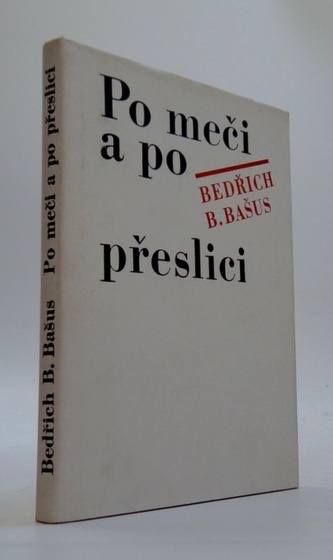 Po meči
a po
BEDŘICH
B. BAŠUS
přeslici
Bedřich B. Bašus Po meči a po přeslici